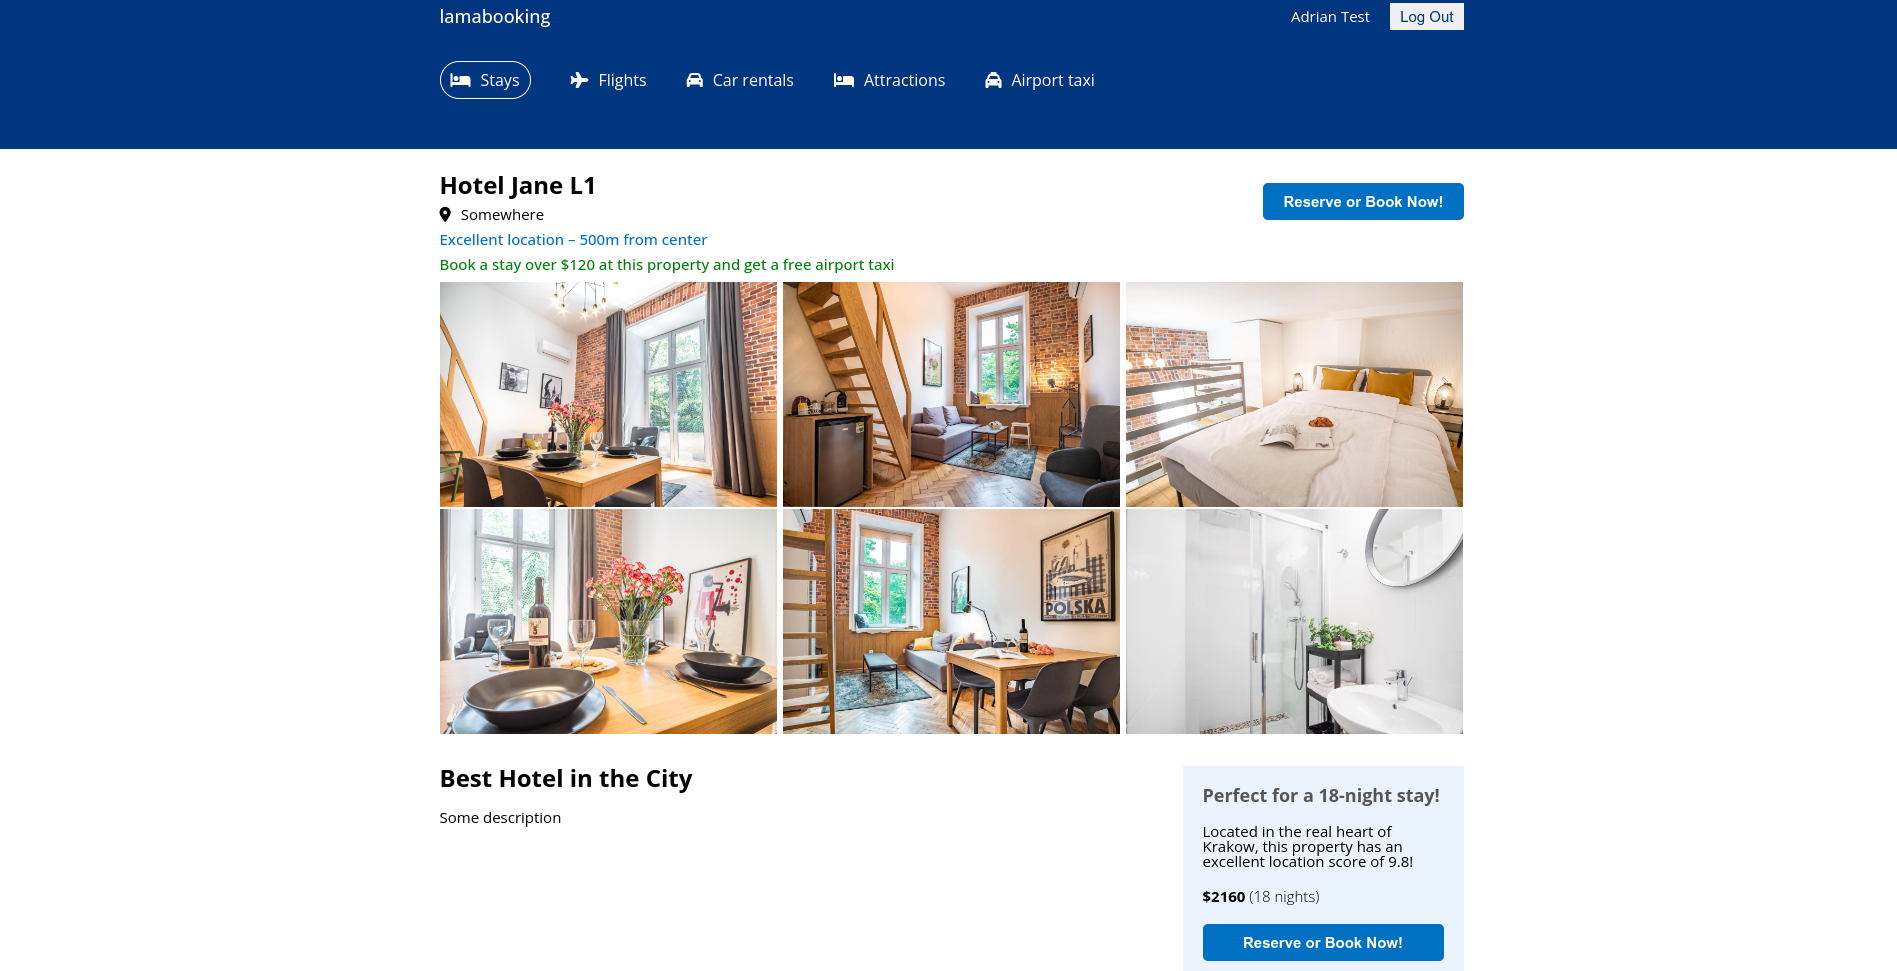 lamabooking
Adrian Test
Log Out
Stays
Flights
Car rentals
Attractions
Airport taxi
Hotel Jane L1
Reserve or Book Now!
Somewhere
Excellent location – 500m from center
Book a stay over $120 at this property and get a free airport taxi
POLSKA
Best Hotel in the City
Some description
Perfect for a 18-night stay!
Located in the real heart of
Krakow, this property has an
excellent location score of 9.8!
$2160 (18 nights)
Reserve or Book Now!